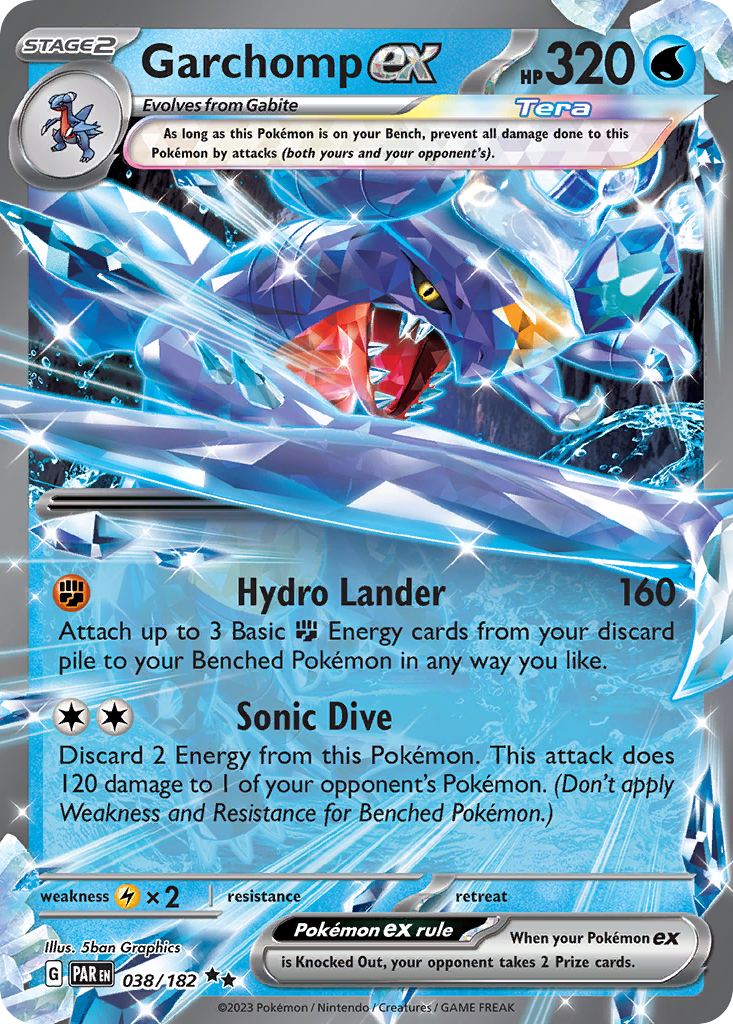 STAGE2
Garchomp ex
HP 320
Evolves from Gabite
Tera
As long as this Pokémon is on your Bench, prevent all damage done to this
Pokémon by attacks (both yours and your opponent's).
Hydro Lander 160
Attach up to 3 Basic Energy cards from your discard
pile to your Benched Pokémon in any way you like.
Sonic Dive
Discard 2 Energy from this Pokémon. This attack does
120 damage to 1 of your opponent's Pokémon. (Don't apply
Weakness and Resistance for Benched Pokémon.)
weakness ×2 resistance retreat
Pokémon ex rule
When your Pokémon ex
is Knocked Out, your opponent takes 2 Prize cards.
Illus. 5ban Graphics
G PAR EN 038/182
©2023 Pokémon / Nintendo / Creatures / GAME FREAK